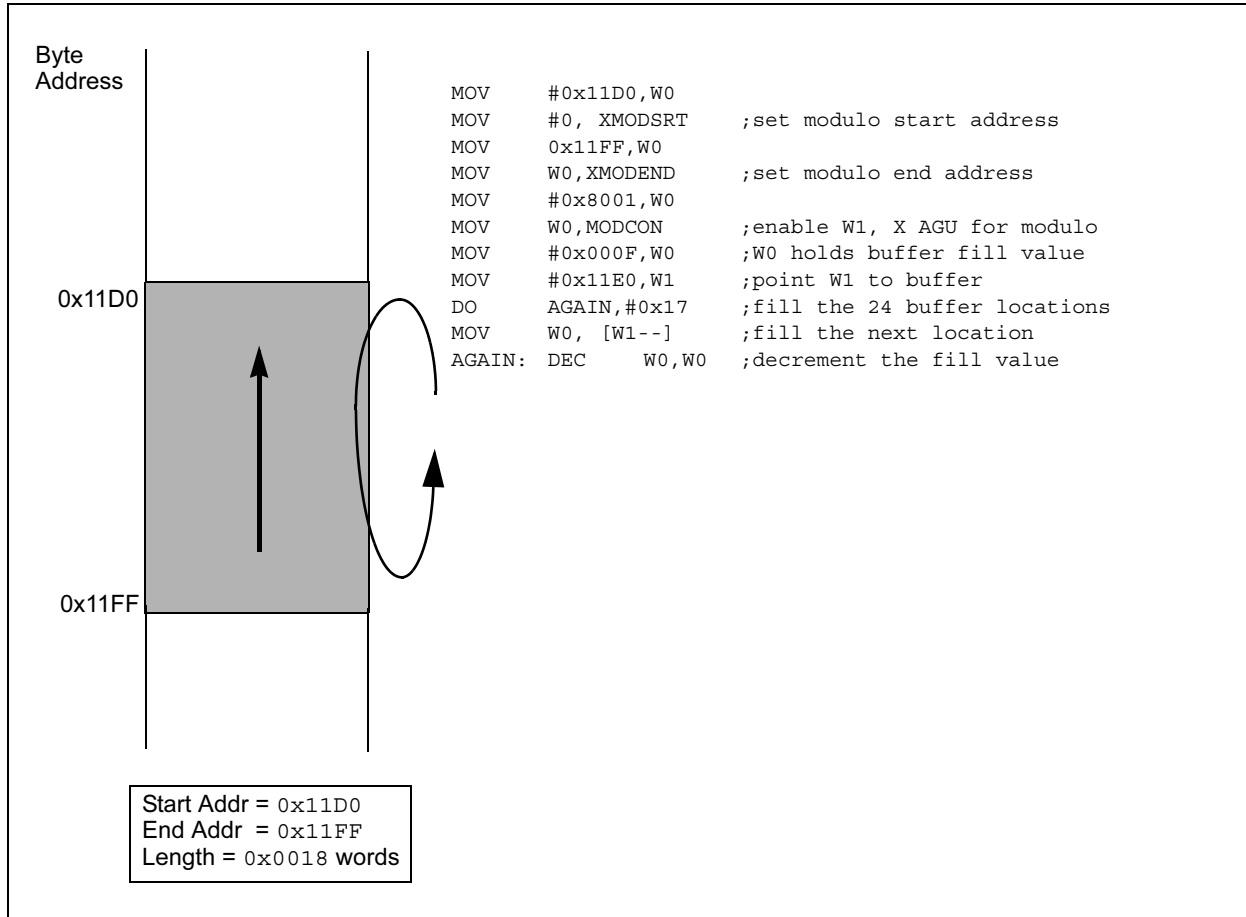 Byte
Address
MOV #0x11D0,W0
MOV #0, XMODSRT ;set modulo start address
MOV 0x11FF,W0
MOV W0,XMODEND ;set modulo end address
MOV #0x8001,W0
MOV W0,MODCON ;enable W1, X AGU for modulo
MOV #0x000F,W0 ;W0 holds buffer fill value
MOV #0x11E0,W1 ;point W1 to buffer
DO AGAIN,#0x17 ;fill the 24 buffer locations
MOV W0, [W1--] ;fill the next location
AGAIN: DEC W0,W0 ;decrement the fill value
0x11D0
0x11FF
Start Addr = 0x11D0
End Addr = 0x11FF
Length = 0x0018 words